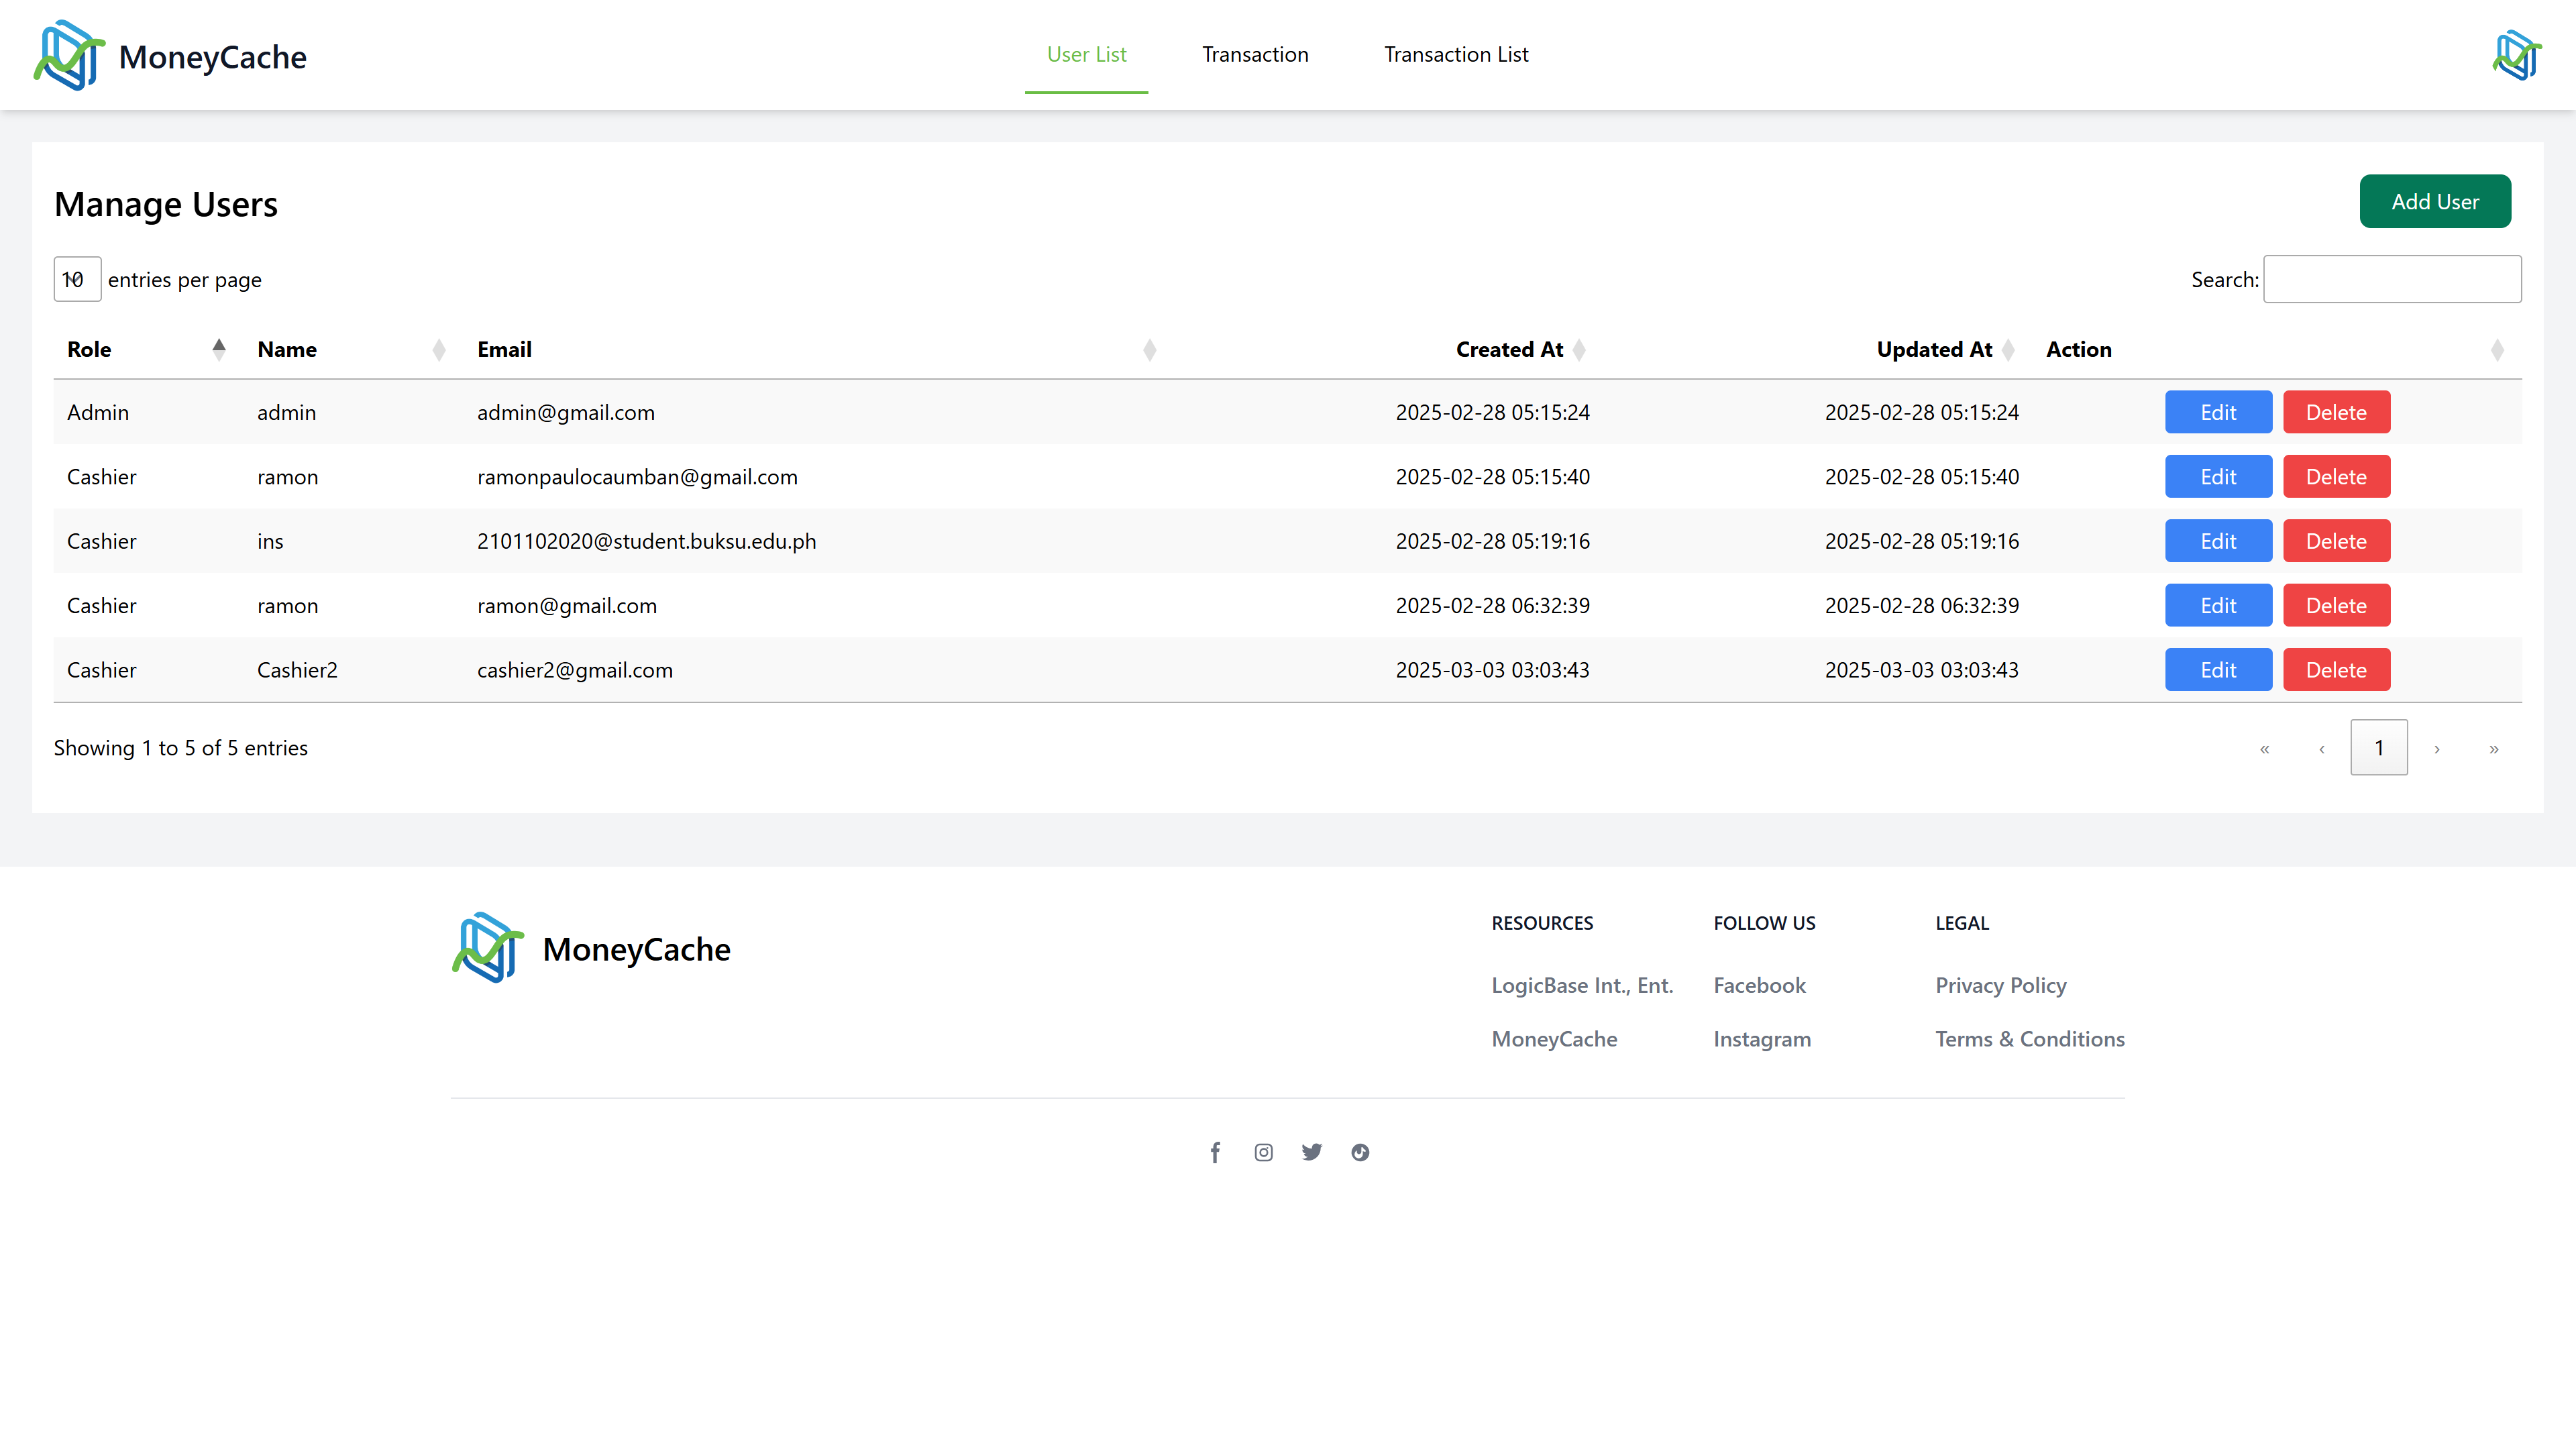 MoneyCache
User List Transaction Transaction List
Manage Users
Add User
10 entries per page
Search:
Role Name Email Created At Updated At Action
Admin admin admin@gmail.com 2025-02-28 05:15:24 2025-02-28 05:15:24 Edit Delete
Cashier ramon ramonpaulocaumban@gmail.com 2025-02-28 05:15:40 2025-02-28 05:15:40 Edit Delete
Cashier ins 2101102020@student.buksu.edu.ph 2025-02-28 05:19:16 2025-02-28 05:19:16 Edit Delete
Cashier ramon ramon@gmail.com 2025-02-28 06:32:39 2025-02-28 06:32:39 Edit Delete
Cashier Cashier2 cashier2@gmail.com 2025-03-03 03:03:43 2025-03-03 03:03:43 Edit Delete
Showing 1 to 5 of 5 entries
« ‹ 1 › »
MoneyCache
RESOURCES FOLLOW US LEGAL
LogicBase Int., Ent. Facebook Privacy Policy
MoneyCache Instagram Terms & Conditions